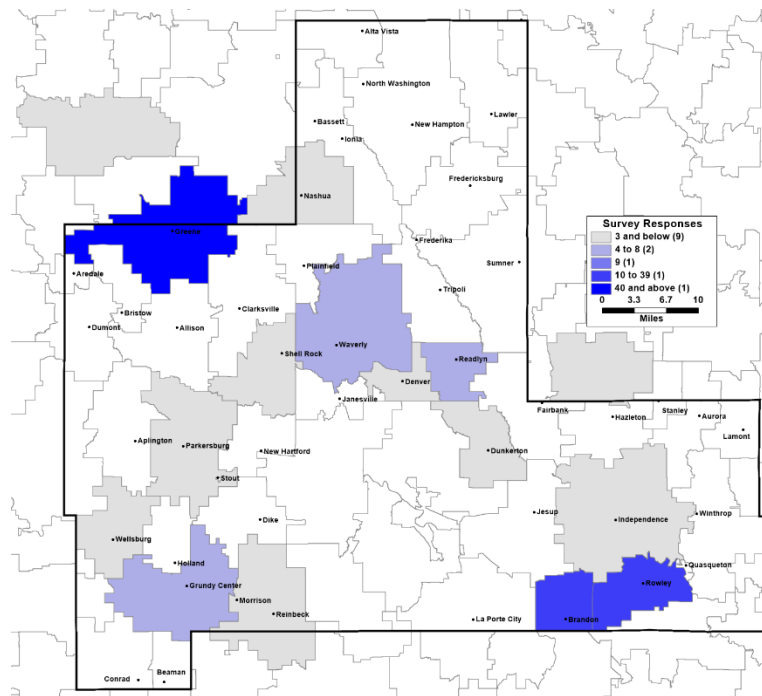 Alta Vista
North Washington
Lawler
Bassett
New Hampton
Ionia
Fredericksburg
Nashua
Greene
Frederika
Survey Responses
3 and below (9)
4 to 8 (2)
9 (1)
10 to 39 (1)
40 and above (1)
0 3.3 6.7 10
Miles
Sumner
Plainfield
Aredale
Tripoli
Bristow
Clarksville
Dumont
Allison
Waverly
Shell Rock
Readlyn
Denver
Janesville
Fairbank
Stanley
Hazleton
Aurora
Lamont
Aplington
Parkersburg
New Hartford
Dunkerton
Stout
Jesup
Independence
Winthrop
Dike
Wellsburg
Holland
Quasqueton
Grundy Center
Rowley
Morrison
Reinbeck
La Porte City
Brandon
Conrad
Beaman